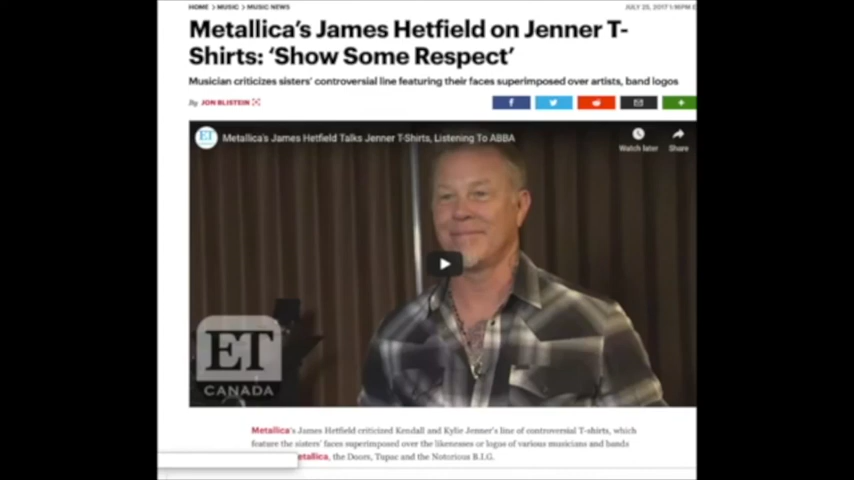 HOME > MUSIC > MUSIC NEWS
JULY 25, 2017 1:16PM E
Metallica's James Hetfield on Jenner T-
Shirts: 'Show Some Respect'
Musician criticizes sisters' controversial line featuring their faces superimposed over artists, band logos
By JON BLISTEIN
ET
Metallica's James Hetfield Talks Jenner T-Shirts, Listening To ABBA
Watch later
Share
ET
CANADA
Metallica's James Hetfield criticized Kendall and Kylie Jenner's line of controversial T-shirts, which
feature the sisters' faces superimposed over the likenesses or logos of various musicians and bands
etallica, the Doors, Tupac and the Notorious B.I.G.